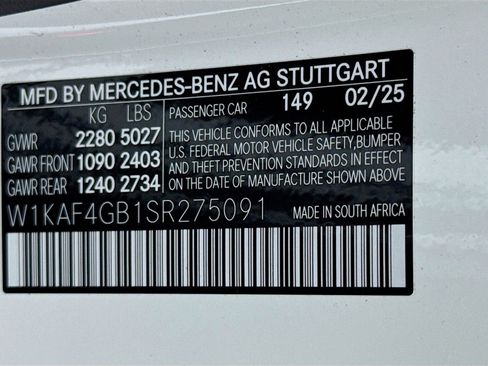 MFD BY MERCEDES-BENZ AG STUTTGART
KG LBS PASSENGER CAR 149 02/25
GVWR 2280 5027
GAWR FRONT 1090 2403
GAWR REAR 1240 2734
THIS VEHICLE CONFORMS TO ALL APPLICABLE
U.S. FEDERAL MOTOR VEHICLE SAFETY, BUMPER
AND THEFT PREVENTION STANDARDS IN EFFECT
ON THE DATE OF MANUFACTURE SHOWN ABOVE.
W1KAF4GB1SR275091 MADE IN SOUTH AFRICA